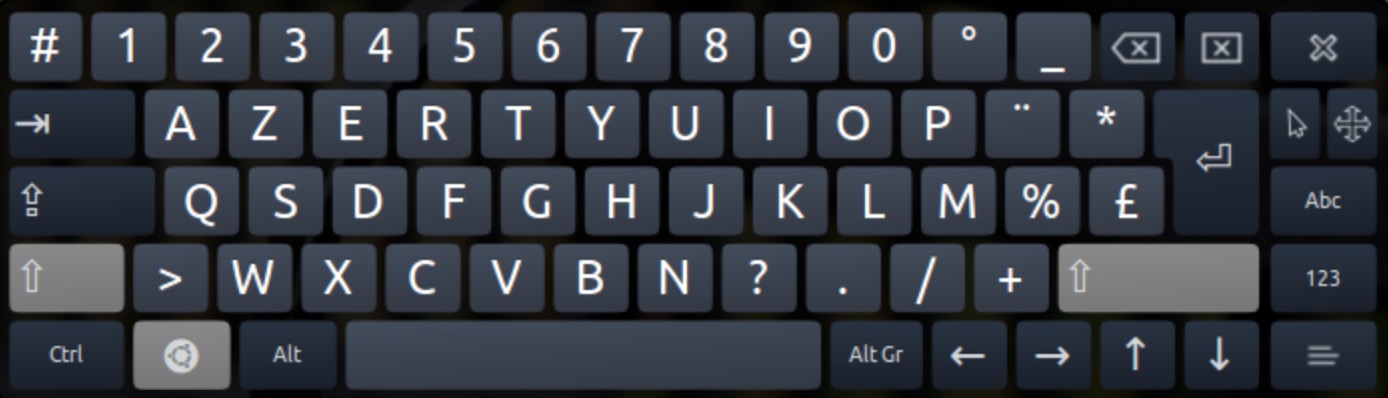 # 1 2 3 4 5 6 7 8 9 0 ° _
A Z E R T Y U I O P ¨ *
Q S D F G H J K L M % £ Abc
> W X C V B N ? . / + 123
Ctrl Alt Alt Gr ← → ↑ ↓